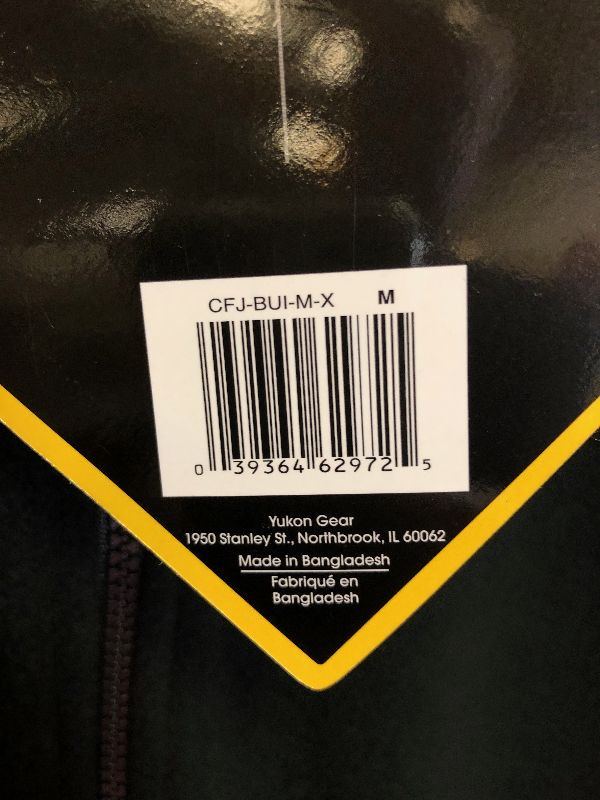 CFJ-BUI-M-X M
0 39364 62972 5
Yukon Gear
1950 Stanley St., Northbrook, IL 60062
Made in Bangladesh
Fabriqué en
Bangladesh